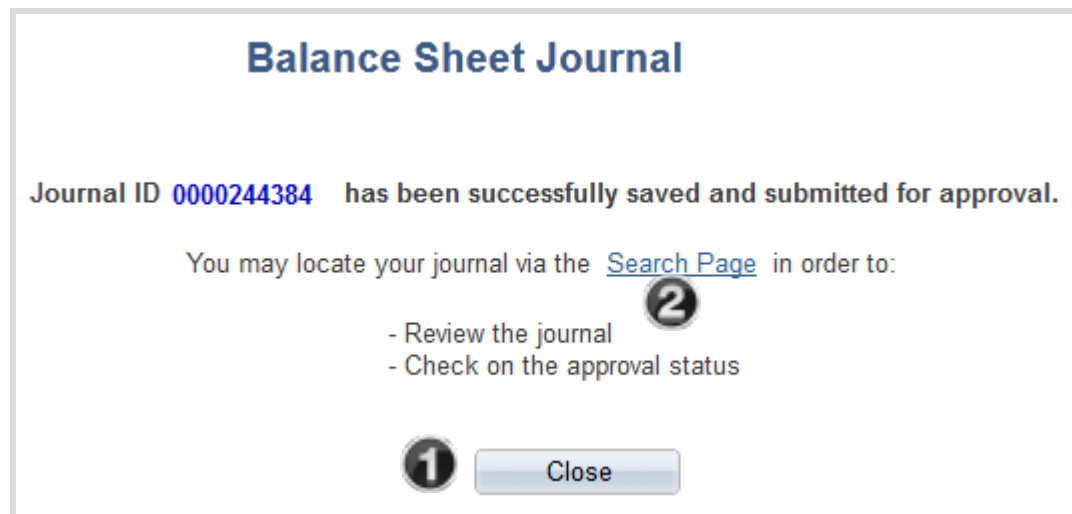 Balance Sheet Journal
Journal ID 0000244384 has been successfully saved and submitted for approval.
You may locate your journal via the Search Page in order to:
2
- Review the journal
- Check on the approval status
1 Close